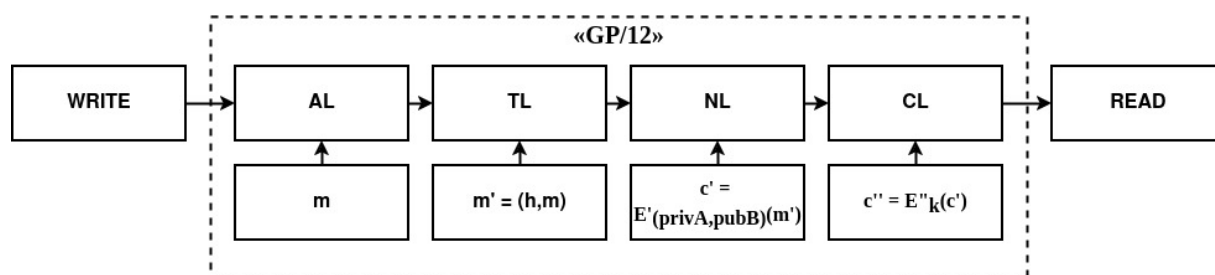 «GP/12»
WRITE
AL
TL
NL
CL
READ
m
m' = (h,m)
c' =
E'(privA,pubB)(m')
c'' = E"k(c')